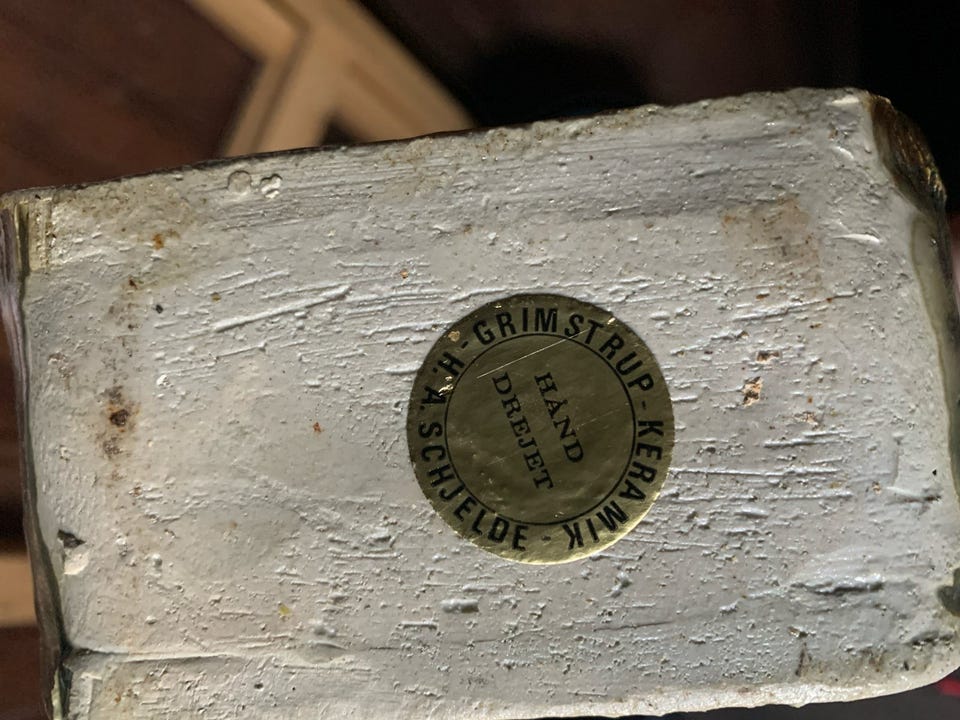 H.A. SCHJELDE - GRIMSTRUP - KERAMIK -
HÅND
DREJET